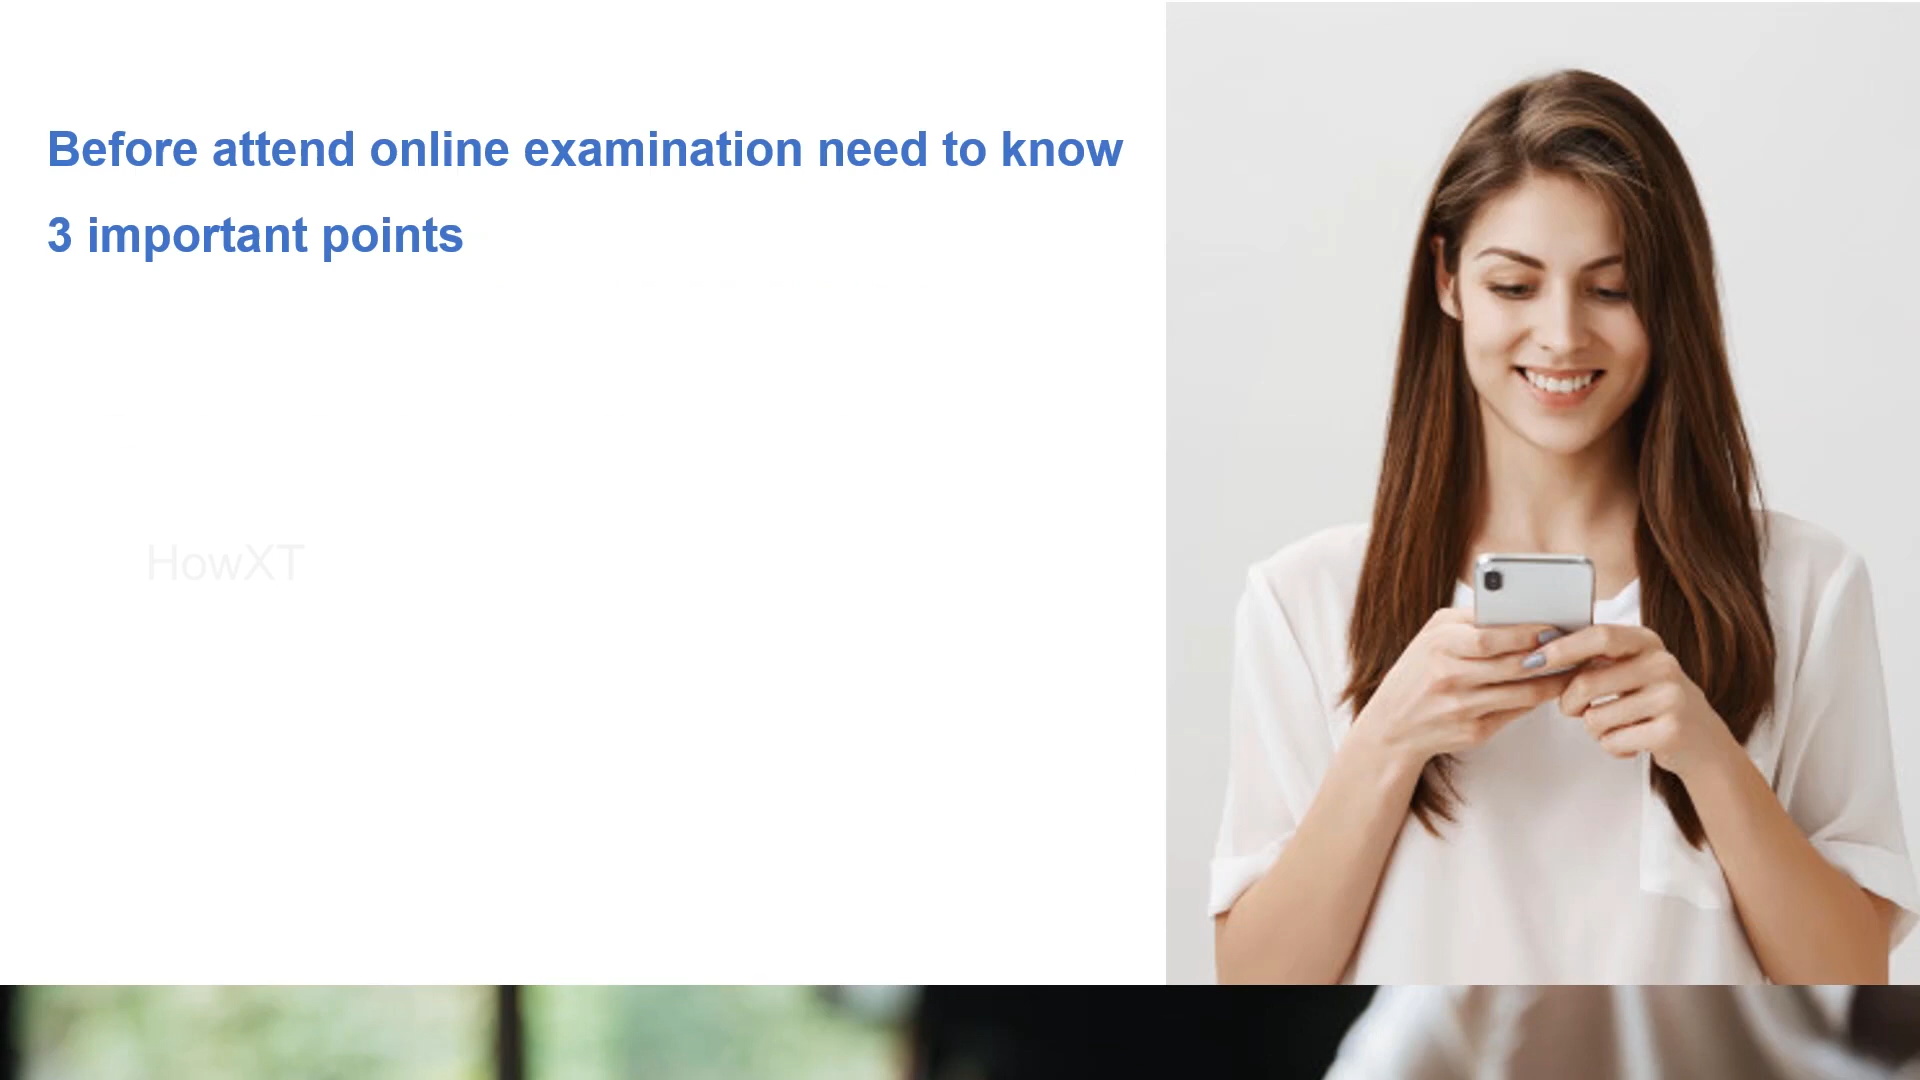 Before attend online examination need to know
3 important points
HowXT